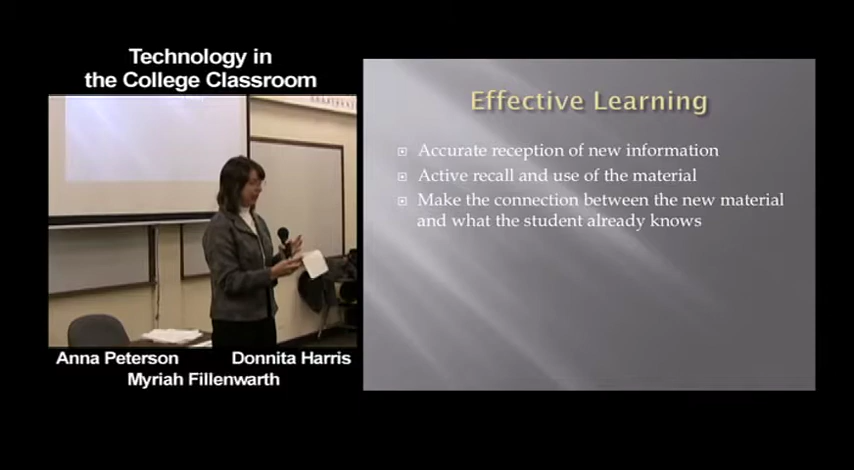 Technology in
the College Classroom
Anna Peterson
Donnita Harris
Myriah Fillenwarth
Effective Learning
Accurate reception of new information
Active recall and use of the material
Make the connection between the new material
and what the student already knows